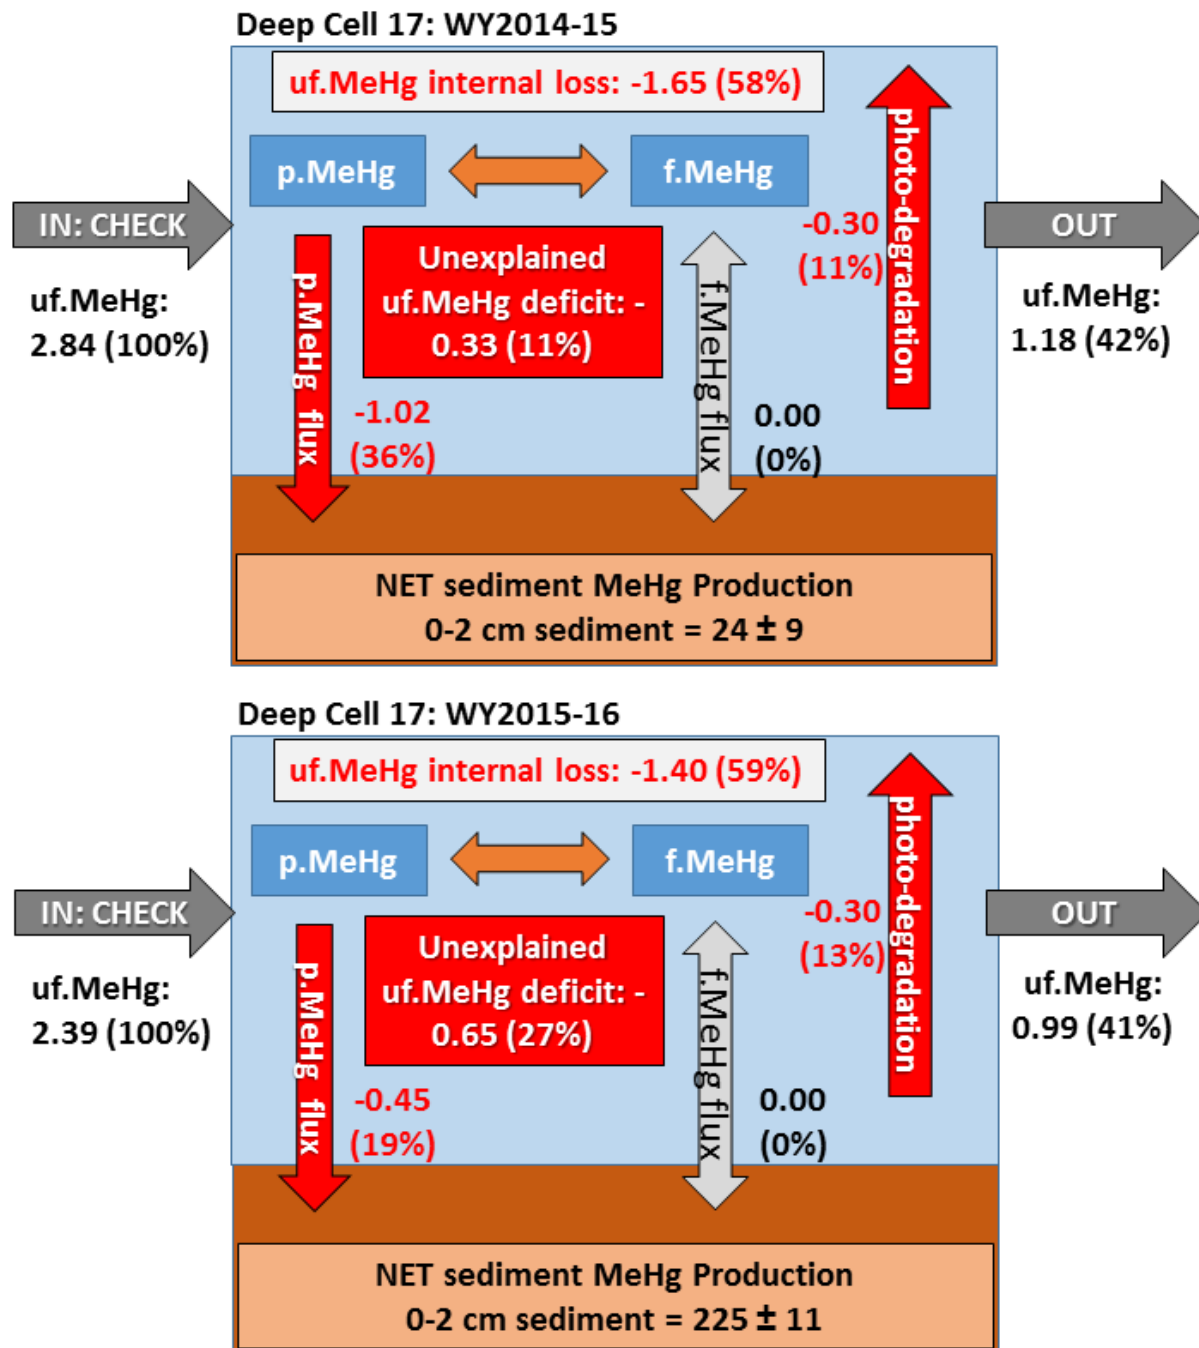 Deep Cell 17: WY2014-15
uf.MeHg internal loss: -1.65 (58%)
p.MeHg
f.MeHg
photo-degradation
IN: CHECK
OUT
uf.MeHg:
2.84 (100%)
p.MeHg flux
Unexplained
uf.MeHg deficit: -
0.33 (11%)
f.MeHg flux
-0.30
(11%)
uf.MeHg:
1.18 (42%)
-1.02
(36%)
0.00
(0%)
NET sediment MeHg Production
0-2 cm sediment = 24 ± 9
Deep Cell 17: WY2015-16
uf.MeHg internal loss: -1.40 (59%)
p.MeHg
f.MeHg
photo-degradation
IN: CHECK
OUT
uf.MeHg:
2.39 (100%)
p.MeHg flux
Unexplained
uf.MeHg deficit: -
0.65 (27%)
f.MeHg flux
-0.30
(13%)
uf.MeHg:
0.99 (41%)
-0.45
(19%)
0.00
(0%)
NET sediment MeHg Production
0-2 cm sediment = 225 ± 11